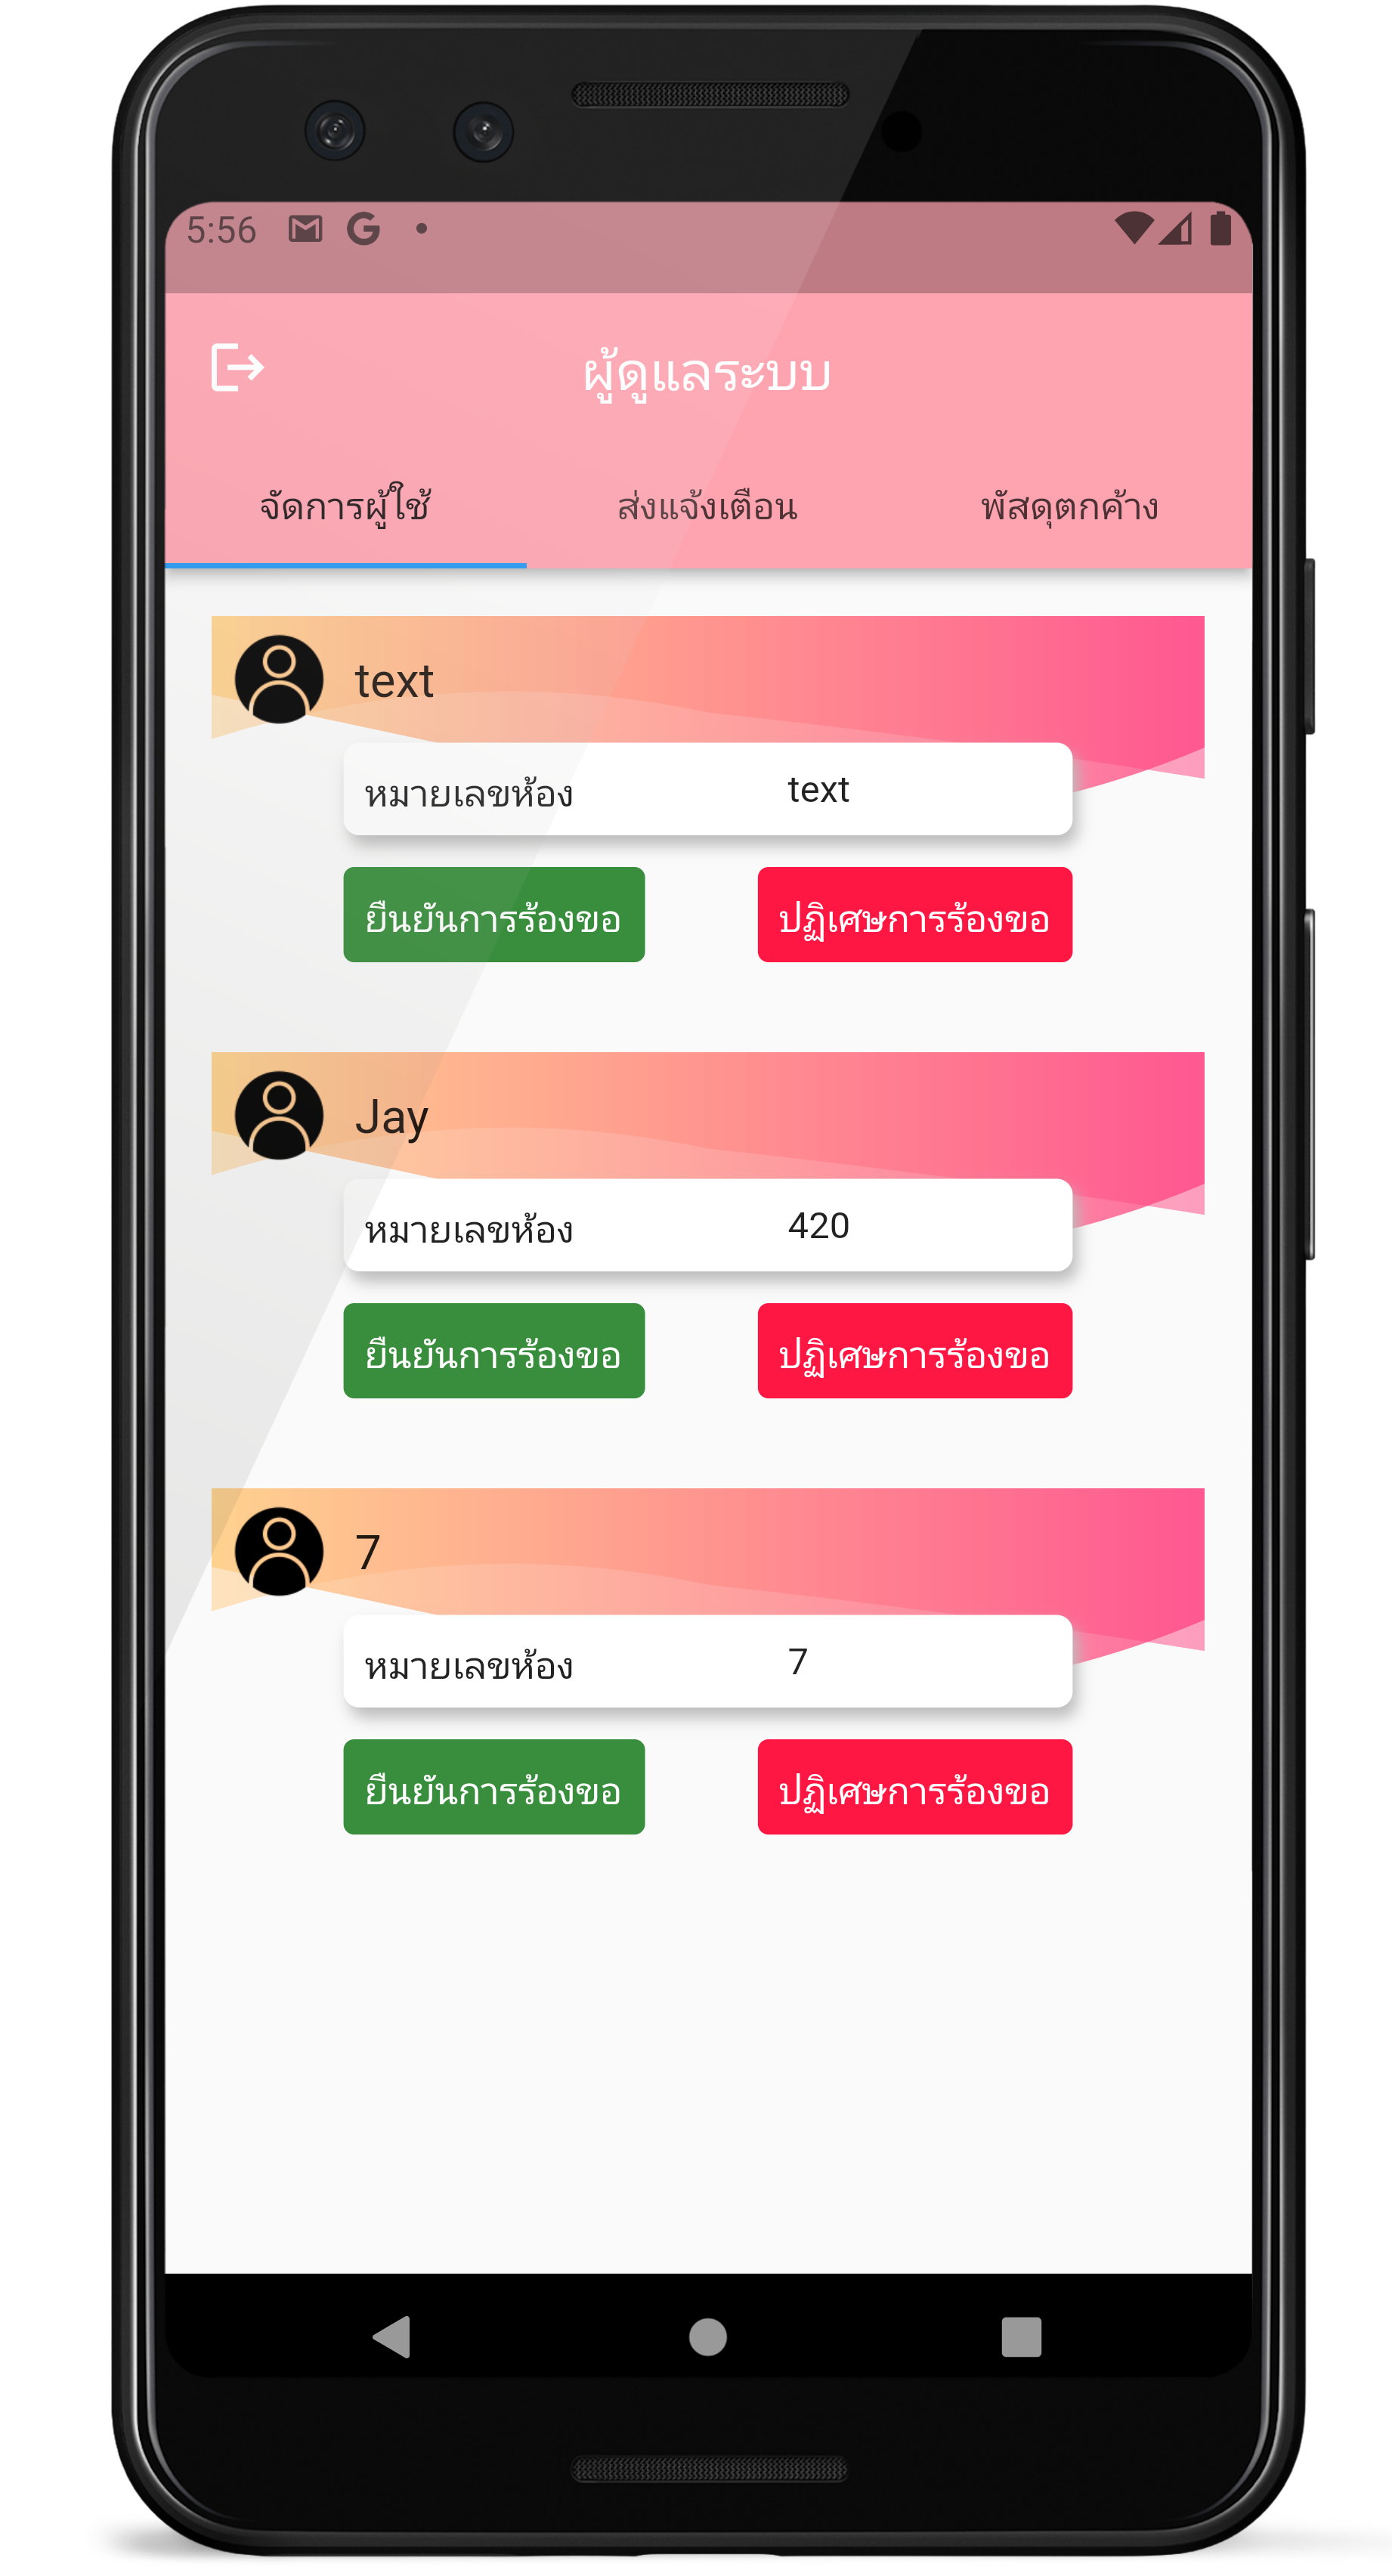 5:56
ผู้ดูแลระบบ
จัดการผู้ใช้ ส่งแจ้งเตือน พัสดุตกค้าง
text
หมายเลขห้อง text
ยืนยันการร้องขอ ปฏิเศษการร้องขอ
Jay
หมายเลขห้อง 420
ยืนยันการร้องขอ ปฏิเศษการร้องขอ
7
หมายเลขห้อง 7
ยืนยันการร้องขอ ปฏิเศษการร้องขอ